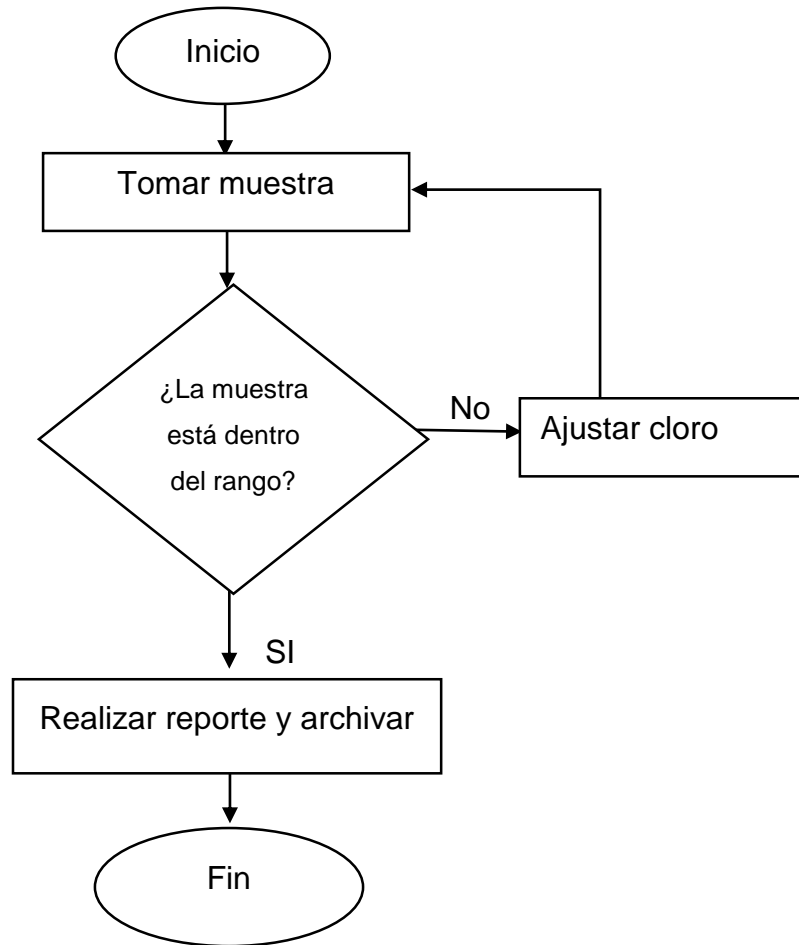 Inicio
Tomar muestra
¿La muestra
está dentro
del rango?
No
Ajustar cloro
SI
Realizar reporte y archivar
Fin